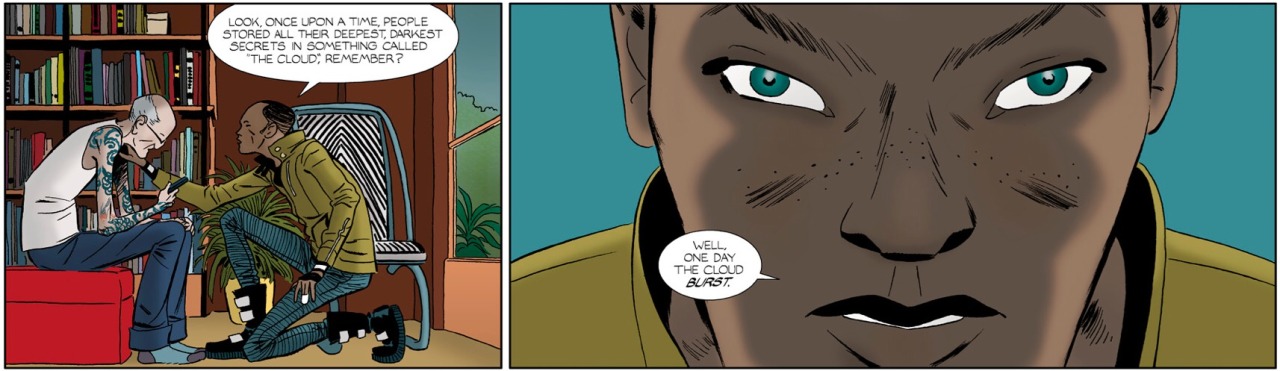 LOOK, ONCE UPON A TIME, PEOPLE
STORED ALL THEIR DEEPEST, DARKEST
SECRETS IN SOMETHING CALLED
"THE CLOUD", REMEMBER?
WELL,
ONE DAY
THE CLOUD
BURST.